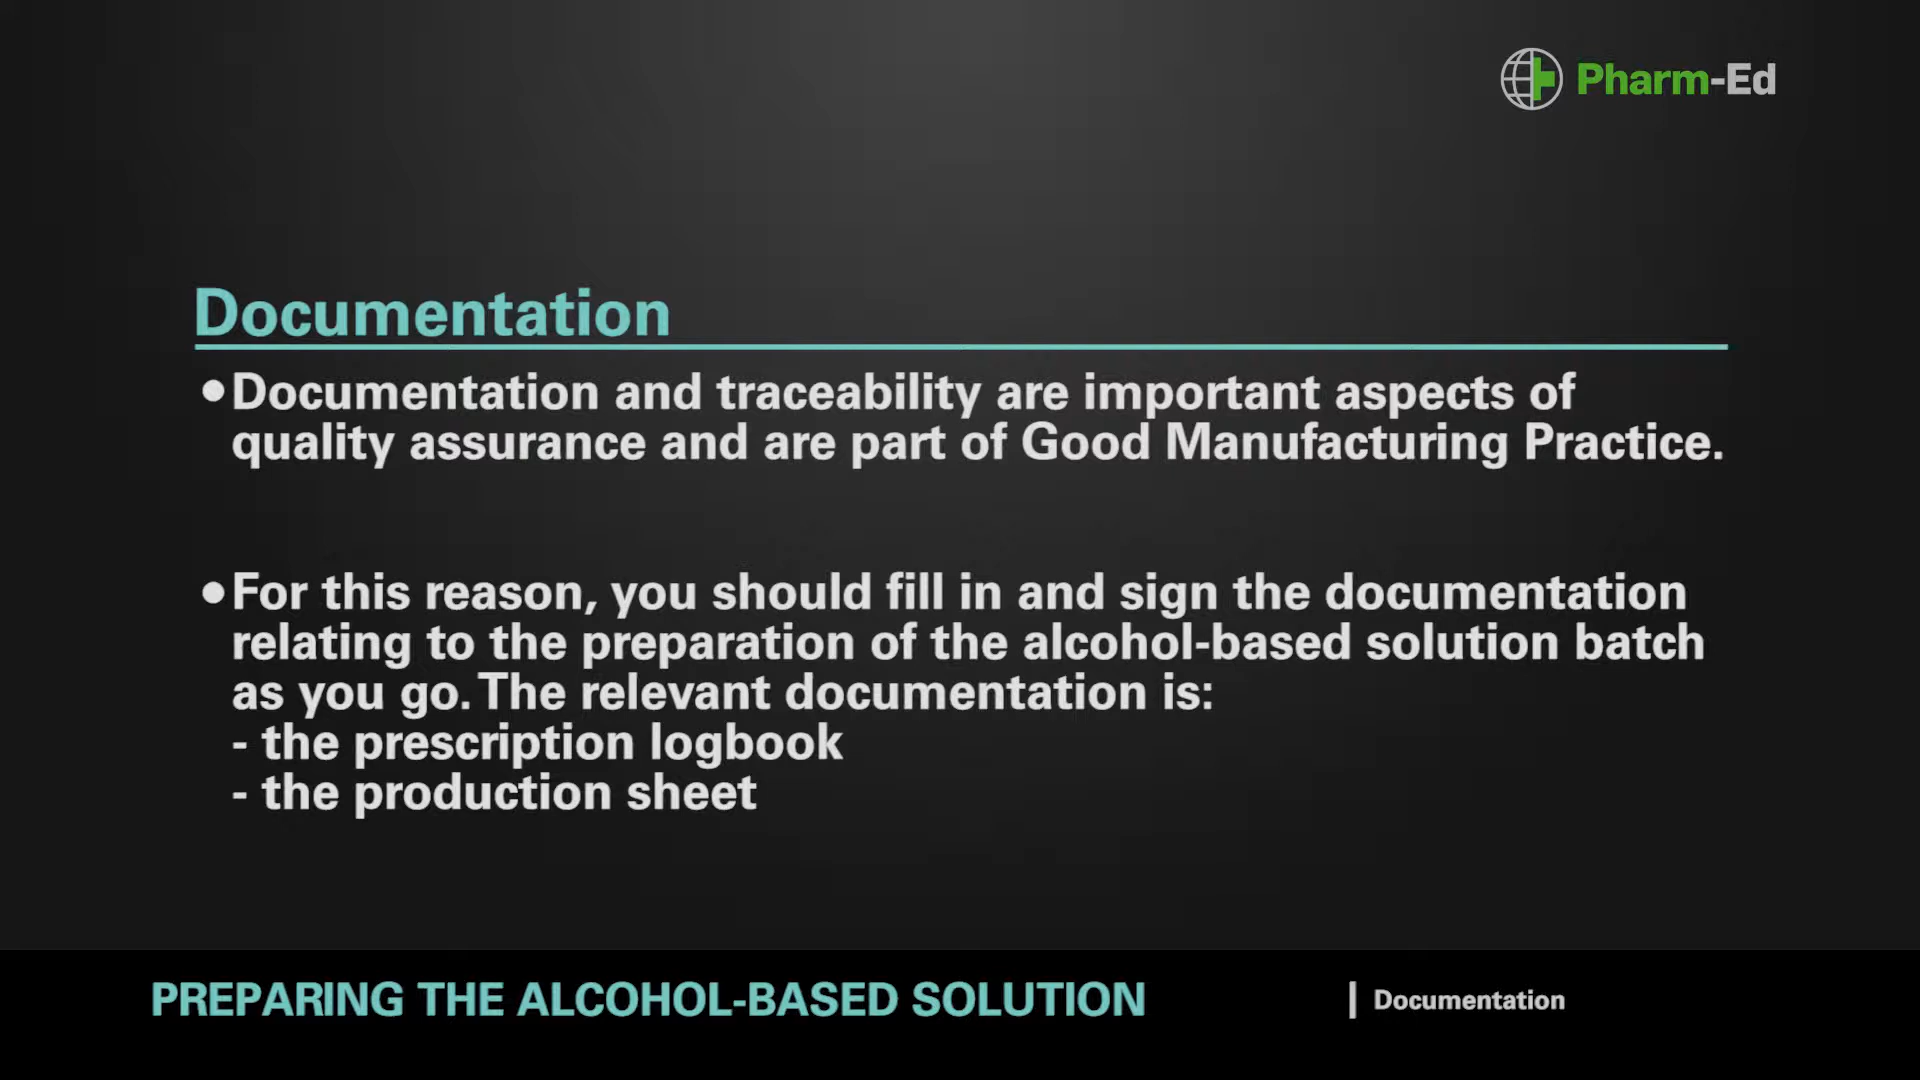 Pharm-Ed
Documentation
•Documentation and traceability are important aspects of
quality assurance and are part of Good Manufacturing Practice.
•For this reason, you should fill in and sign the documentation
relating to the preparation of the alcohol-based solution batch
as you go. The relevant documentation is:
- the prescription logbook
- the production sheet
PREPARING THE ALCOHOL-BASED SOLUTION
| Documentation